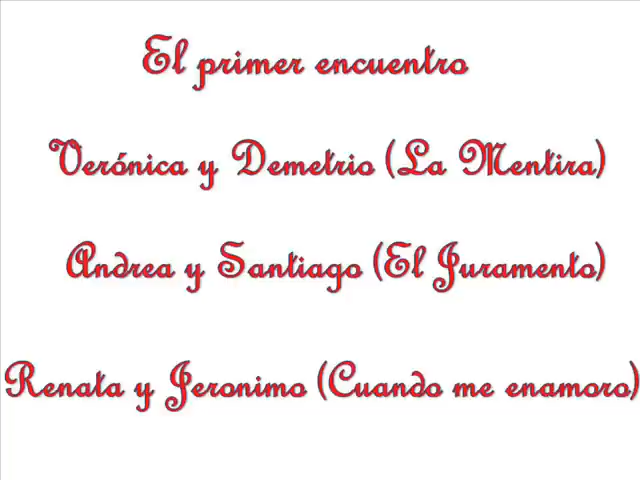 El primer encuentro
Verónica y Demetrio (La Mentira)
Andrea y Santiago (El Juramento)
Renata y Jeronimo (Cuando me enamoro)